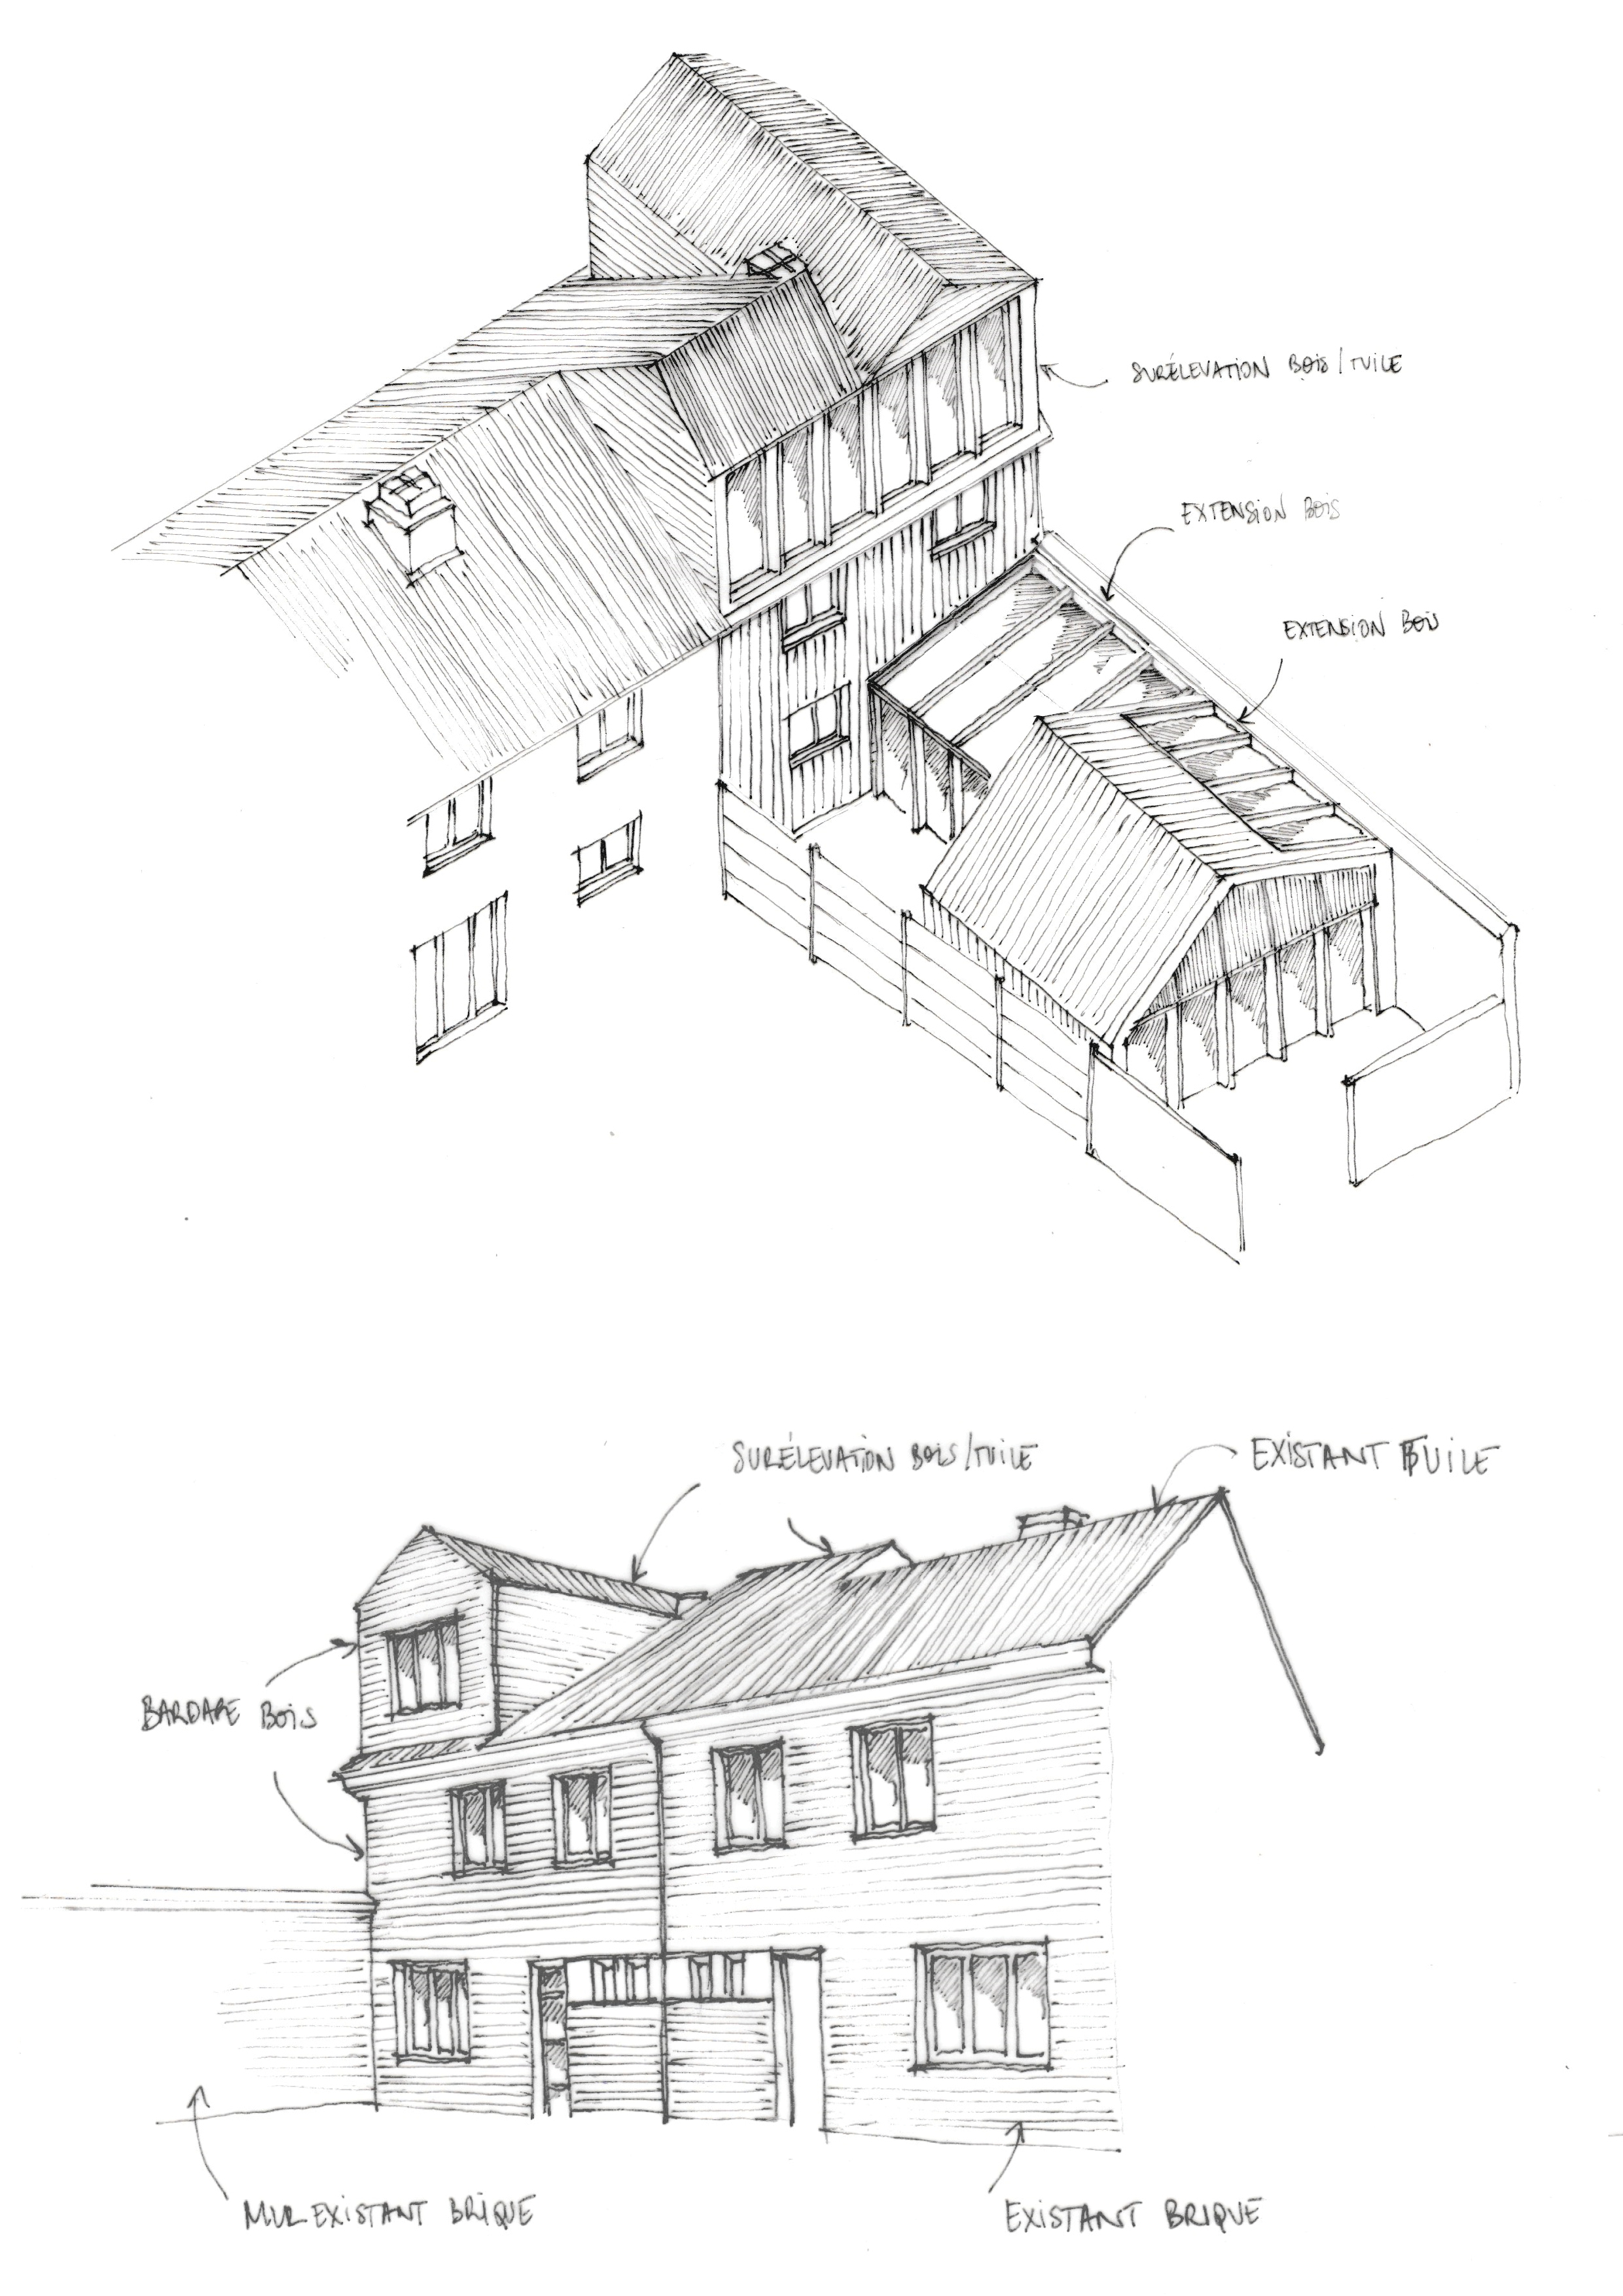 SURÉLEVATION BOIS/TUILE
EXTENSION BOIS
EXTENSION BOIS
SURÉLEVATION BOIS/TUILE
EXISTANT TUILE
BARDAGE BOIS
MUR EXISTANT BRIQUE
EXISTANT BRIQUE